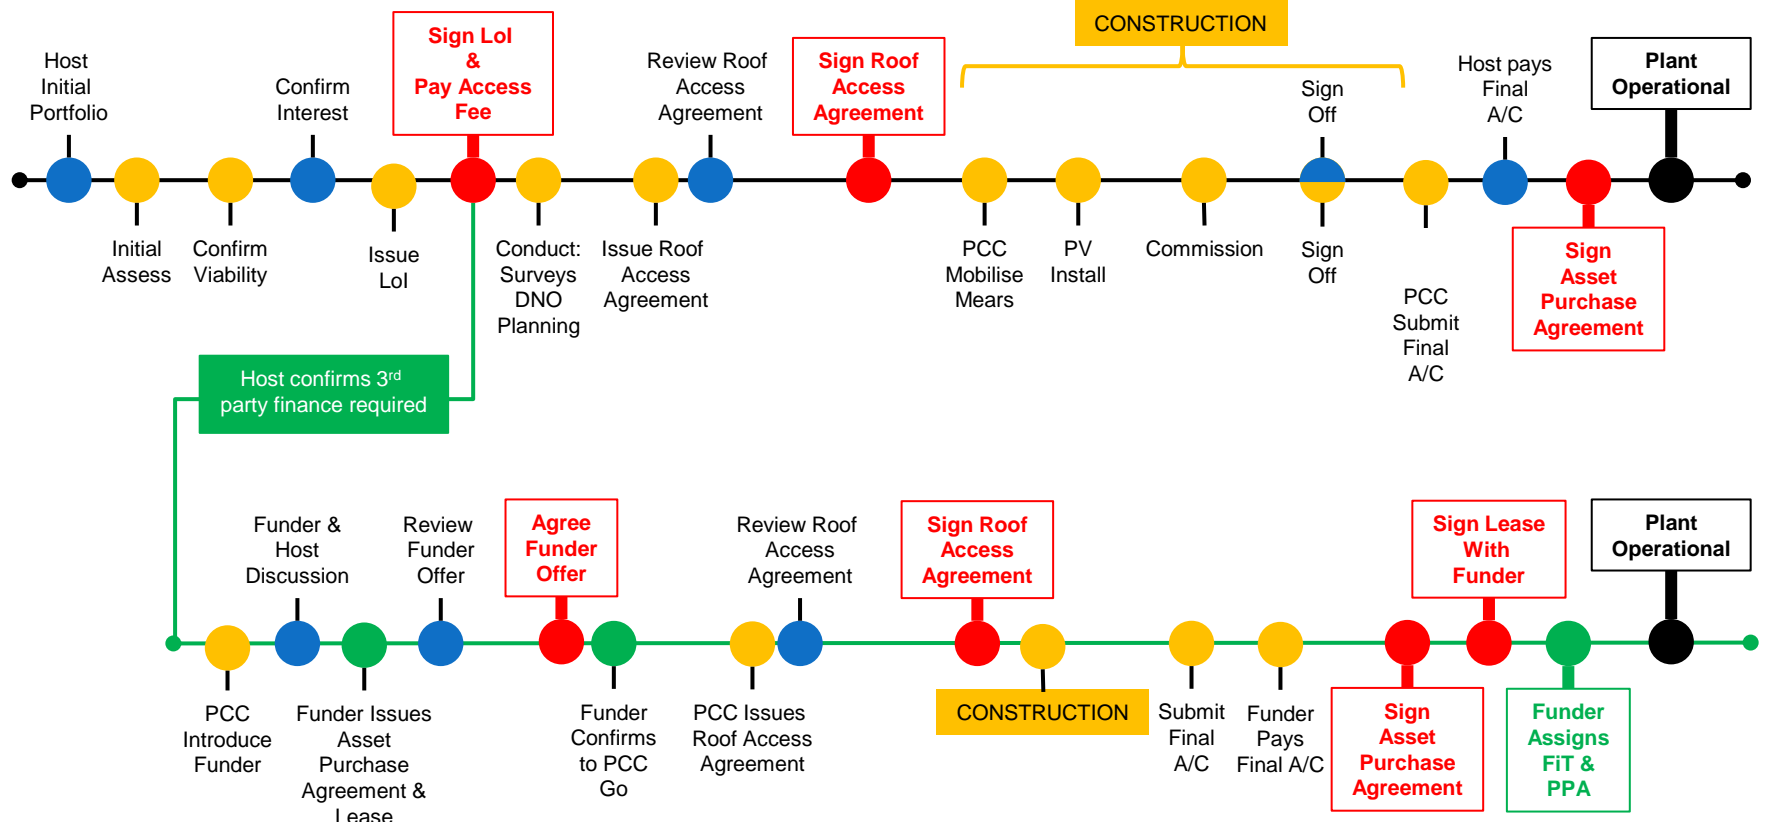 CONSTRUCTION
Host
Initial
Portfolio
Initial
Assess
Confirm
Viability
Confirm
Interest
Issue
LoI
Sign LoI
&
Pay Access
Fee
Conduct:
Surveys
DNO
Planning
Issue Roof
Access
Agreement
Review Roof
Access
Agreement
Sign Roof
Access
Agreement
PCC
Mobilise
Mears
PV
Install
Commission
Sign
Off
Sign
Off
PCC
Submit
Final
A/C
Host pays
Final
A/C
Sign
Asset
Purchase
Agreement
Plant
Operational
Host confirms 3rd
party finance required
PCC
Introduce
Funder
Funder &
Host
Discussion
Funder Issues
Asset
Purchase
Agreement &
Lease
Review
Funder
Offer
Agree
Funder
Offer
Funder
Confirms
to PCC
Go
PCC Issues
Roof Access
Agreement
Review Roof
Access
Agreement
Sign Roof
Access
Agreement
CONSTRUCTION
Submit
Final
A/C
Funder
Pays
Final A/C
Sign
Asset
Purchase
Agreement
Sign Lease
With
Funder
Funder
Assigns
FiT &
PPA
Plant
Operational